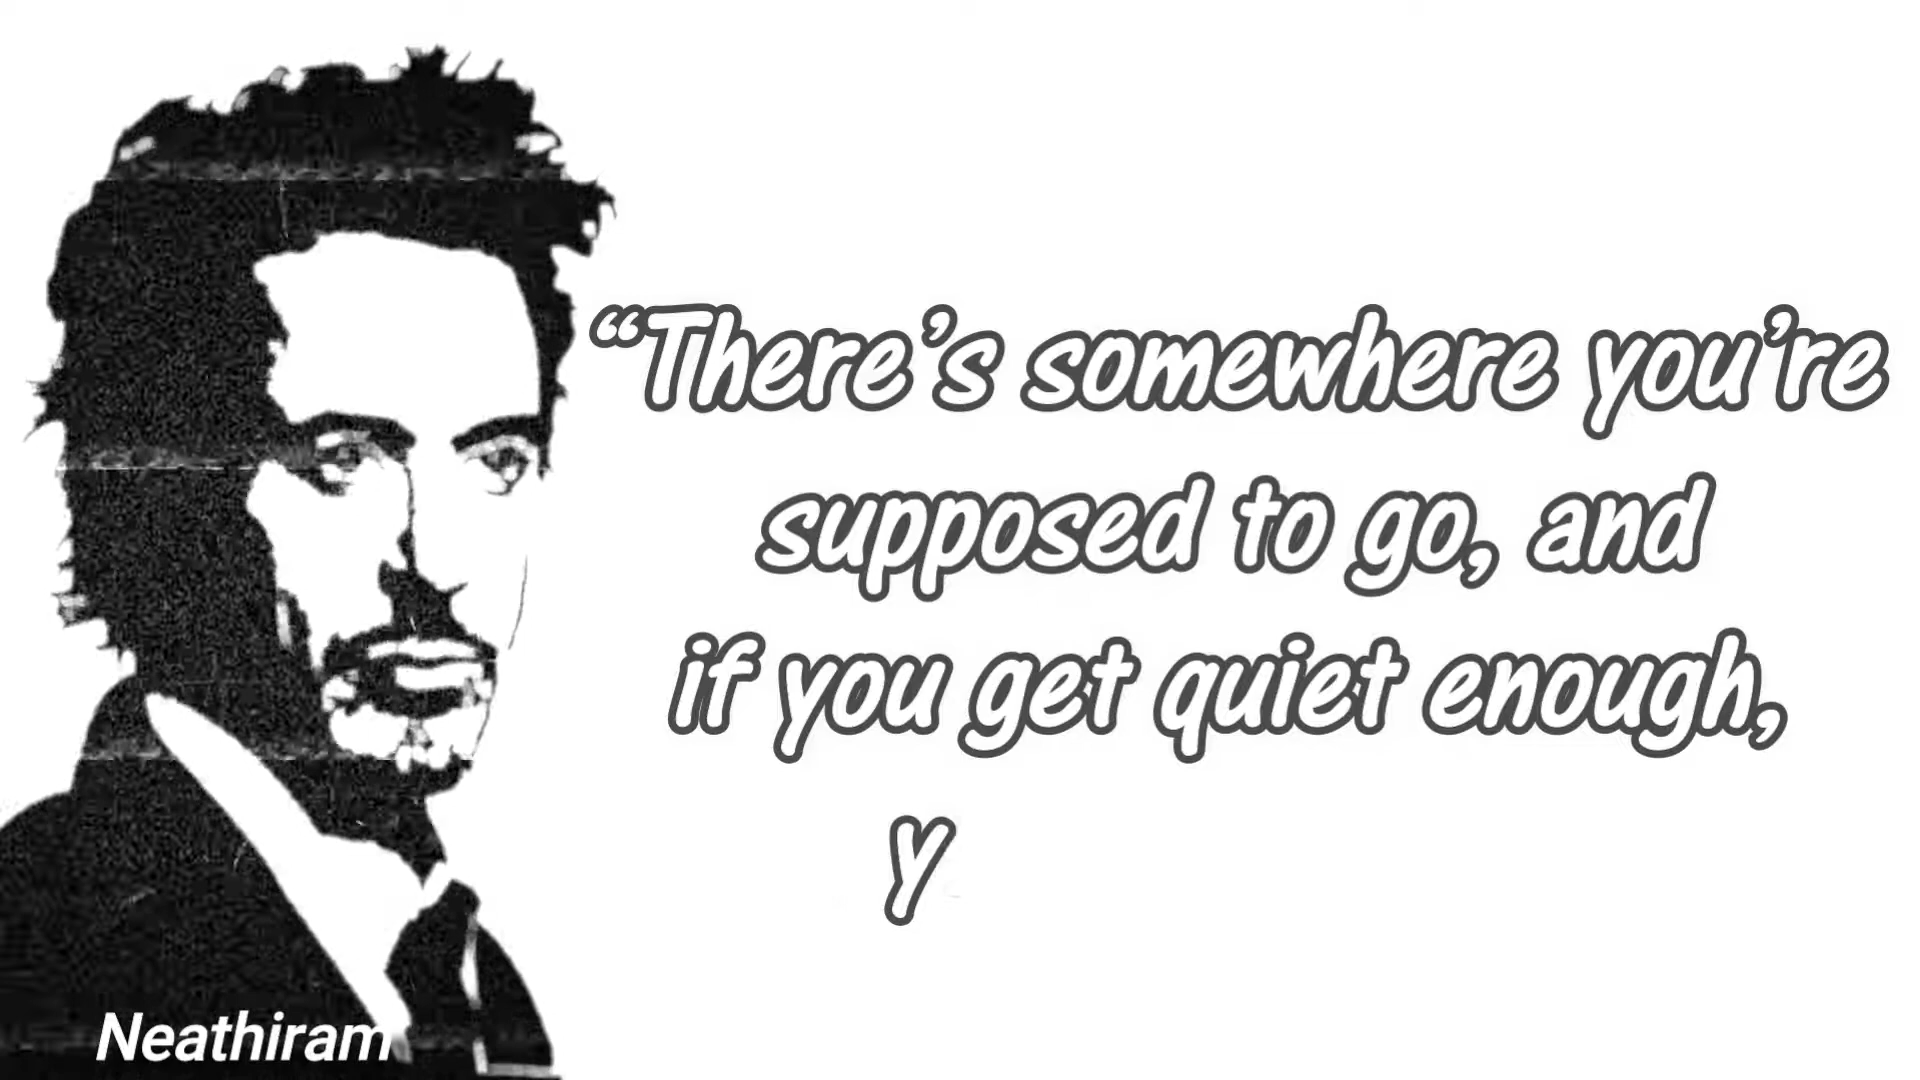 “There’s somewhere you’re
supposed to go, and
if you get quiet enough,
y
Neathiram